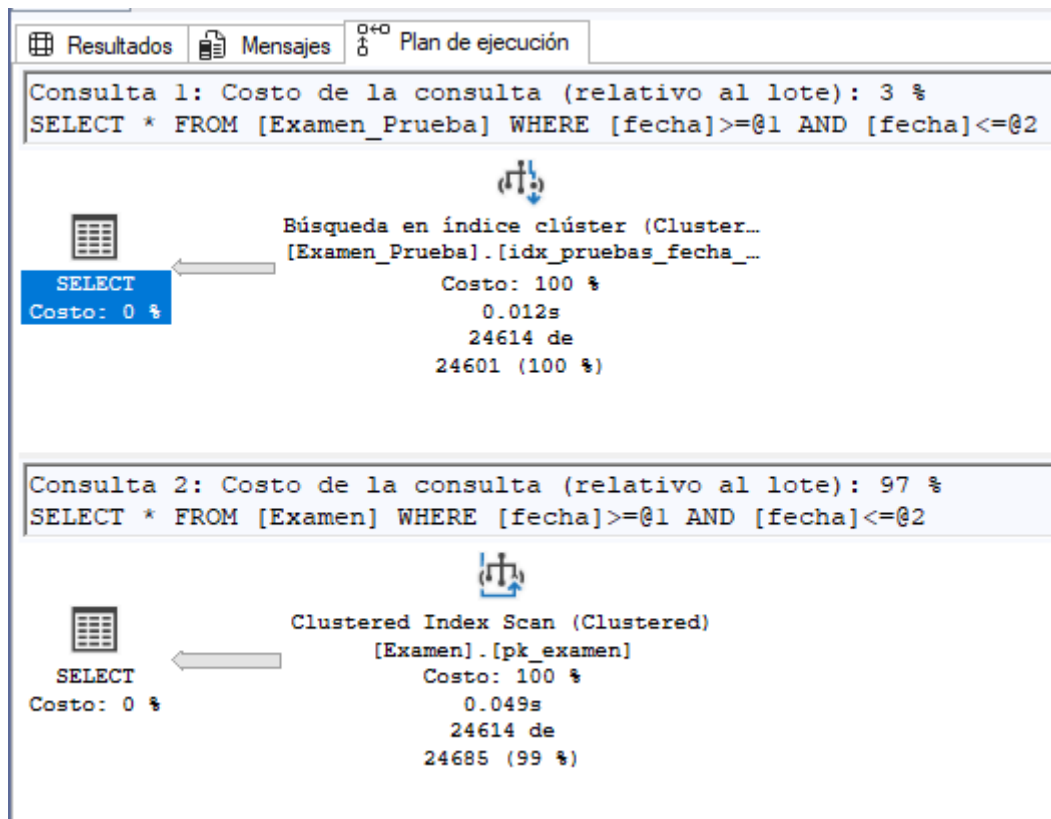 Resultados Mensajes Plan de ejecución
Consulta 1: Costo de la consulta (relativo al lote): 3 %
SELECT * FROM [Examen_Prueba] WHERE [fecha]>=@1 AND [fecha]<=@2
Búsqueda en índice clúster (Cluster…
[Examen_Prueba].[idx_pruebas_fecha_…
SELECT
Costo: 0 %
Costo: 100 %
0.012s
24614 de
24601 (100 %)
Consulta 2: Costo de la consulta (relativo al lote): 97 %
SELECT * FROM [Examen] WHERE [fecha]>=@1 AND [fecha]<=@2
Clustered Index Scan (Clustered)
[Examen].[pk_examen]
SELECT
Costo: 0 %
Costo: 100 %
0.049s
24614 de
24685 (99 %)